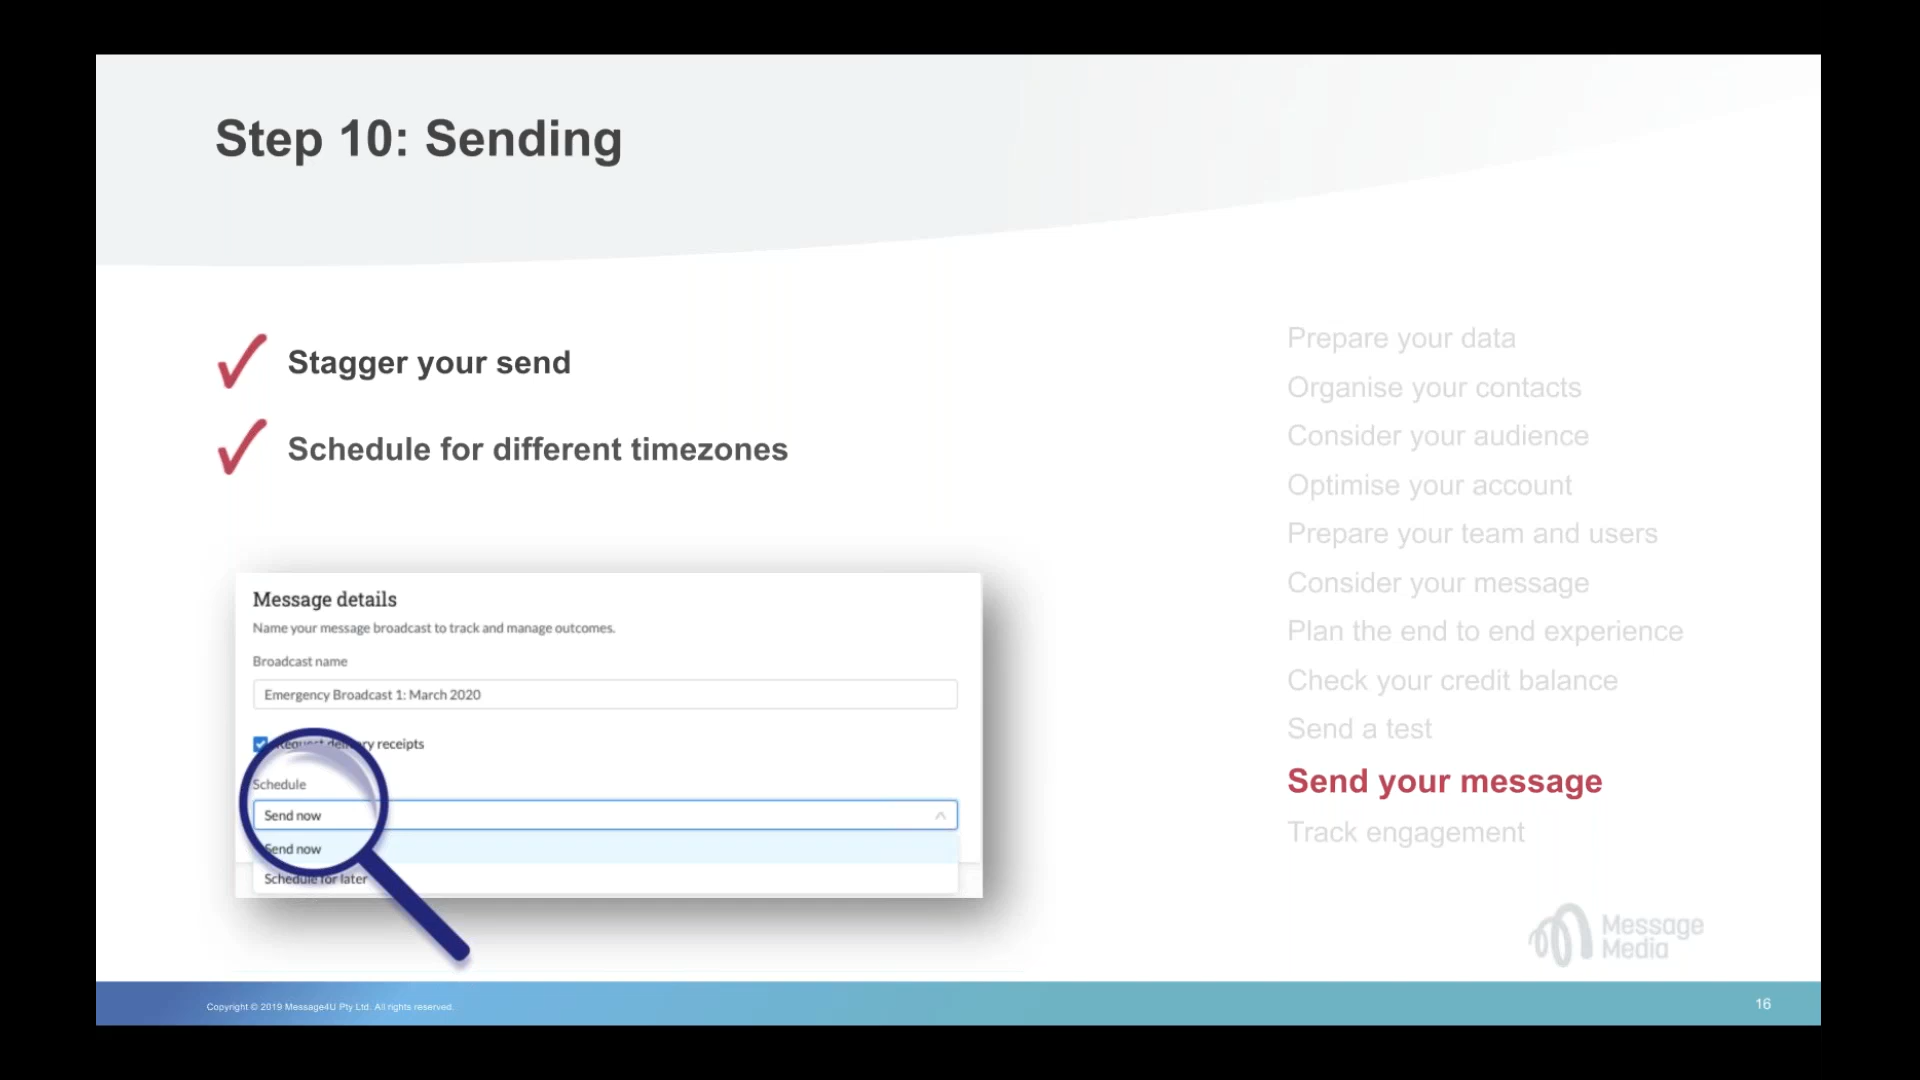 Step 10: Sending
Stagger your send
Schedule for different timezones
Message details
Name your message broadcast to track and manage outcomes.
Broadcast name
Emergency Broadcast 1: March 2020
Request delivery receipts
Schedule
Send now
Send now
Schedule for later
Prepare your data
Organise your contacts
Consider your audience
Optimise your account
Prepare your team and users
Consider your message
Plan the end to end experience
Check your credit balance
Send a test
Send your message
Track engagement
Message
Media
Copyright © 2019 Message4U Pty Ltd. All rights reserved.
16